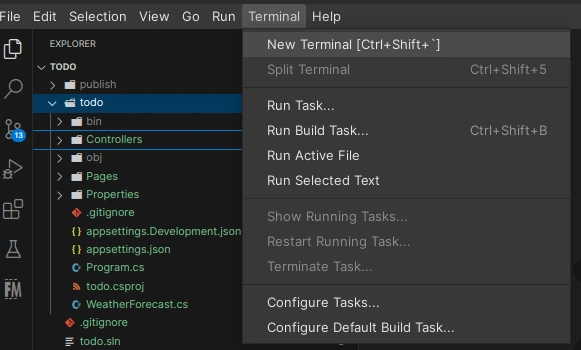 File Edit Selection View Go Run Terminal Help
EXPLORER
TODO
publish
todo
bin
Controllers
obj
Pages
Properties
.gitignore
{} appsettings.Development.json
{} appsettings.json
Program.cs
todo.csproj
WeatherForecast.cs
.gitignore
todo.sln
13
FM
New Terminal [Ctrl+Shift+`]
Split Terminal Ctrl+Shift+5
Run Task...
Run Build Task... Ctrl+Shift+B
Run Active File
Run Selected Text
Show Running Tasks...
Restart Running Task...
Terminate Task...
Configure Tasks...
Configure Default Build Task...